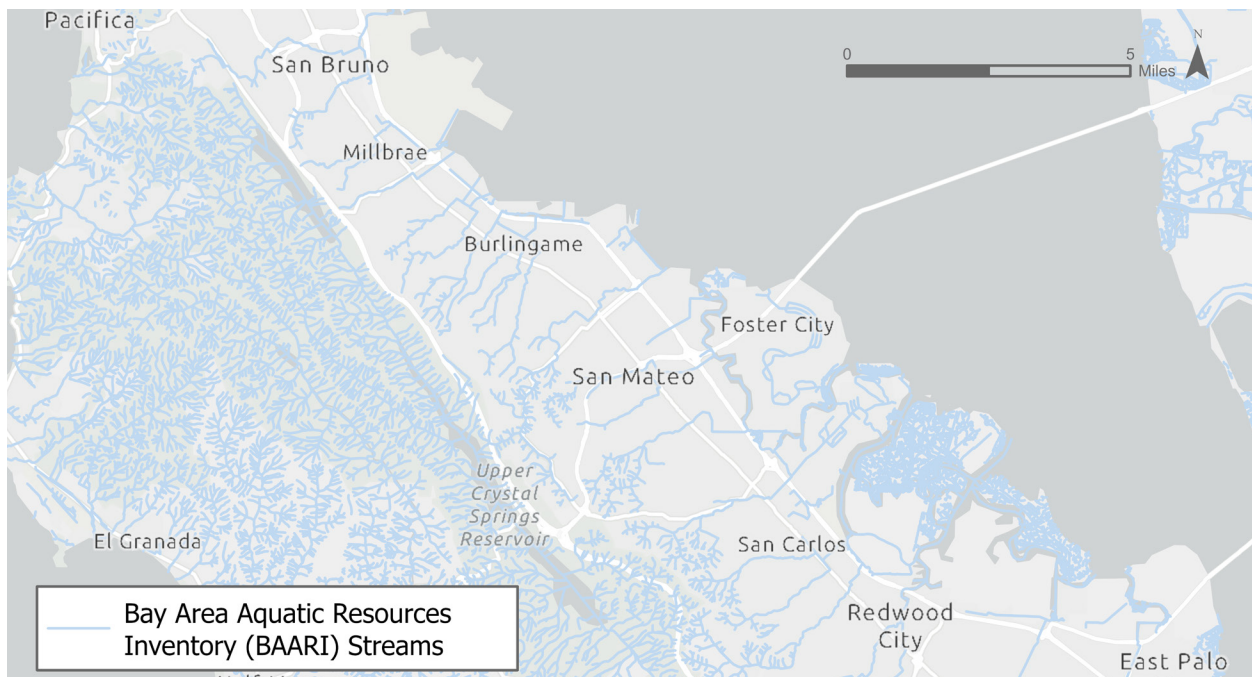 Pacifica
San Bruno
0
5
Miles
N
Millbrae
Burlingame
Foster City
San Mateo
Upper
Crystal
Springs
Reservoir
El Granada
San Carlos
Redwood
City
East Palo
Bay Area Aquatic Resources
Inventory (BAARI) Streams